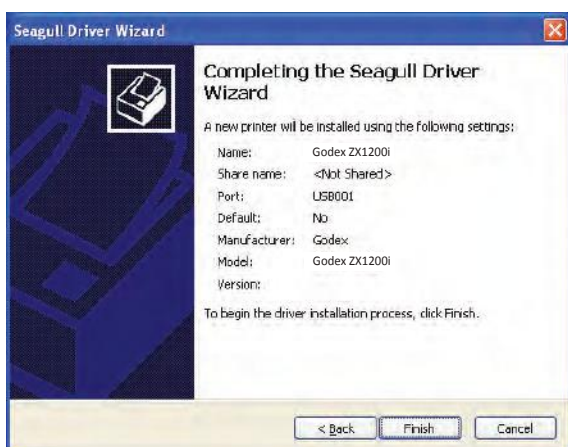 Seagull Driver Wizard
Completing the Seagull Driver
Wizard
A new printer will be installed using the following settings:
Name: Godex ZX1200i
Share name: <Not Shared>
Port: USB001
Default: No
Manufacturer: Godex
Model: Godex ZX1200i
Version:
To begin the driver installation process, click Finish.
< Back Finish Cancel